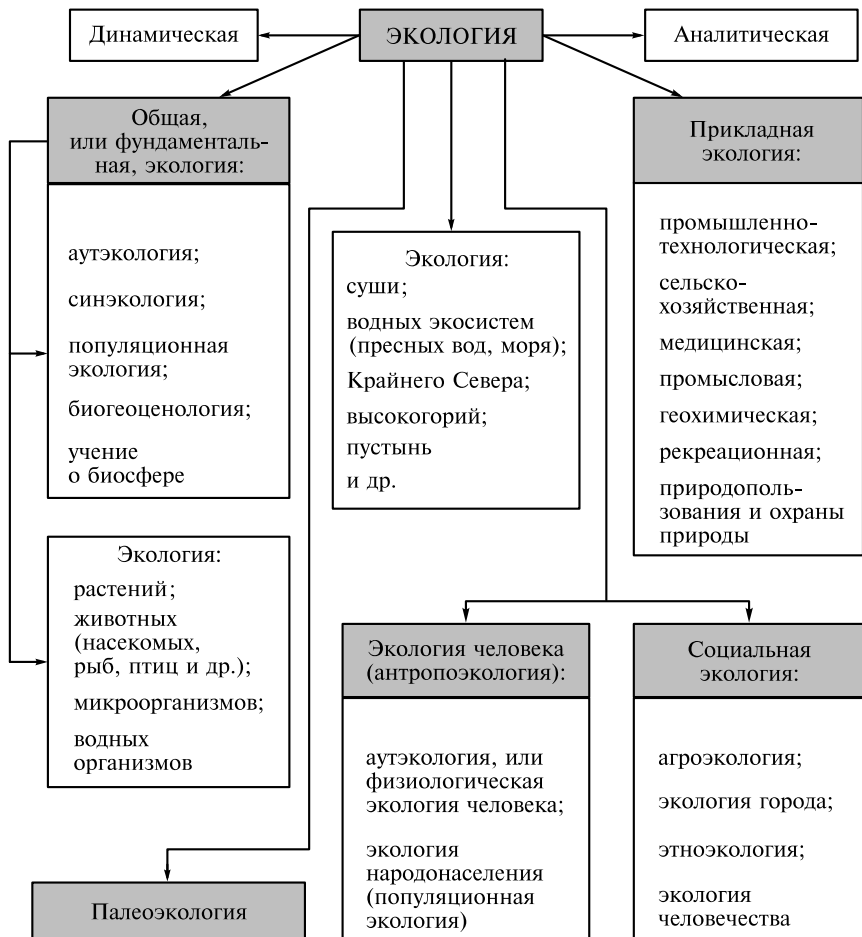 Динамическая
ЭКОЛОГИЯ
Аналитическая
Общая,
или фундаменталь-
ная, экология:
аутэкология;
синэкология;
популяционная
экология;
биогеоценология;
учение
о биосфере
Экология:
суши;
водных экосистем
(пресных вод, моря);
Крайнего Севера;
высокогорий;
пустынь
и др.
Прикладная
экология:
промышленно-
технологическая;
сельско-
хозяйственная;
медицинская;
промысловая;
геохимическая;
рекреационная;
природополь-
зования и охраны
природы
Экология:
растений;
животных
(насекомых,
рыб, птиц и др.);
микроорганизмов;
водных
организмов
Экология человека
(антропоэкология):
аутэкология, или
физиологическая
экология человека;
экология
народонаселения
(популяционная
экология)
Социальная
экология:
агроэкология;
экология города;
этноэкология;
экология
человечества
Палеоэкология